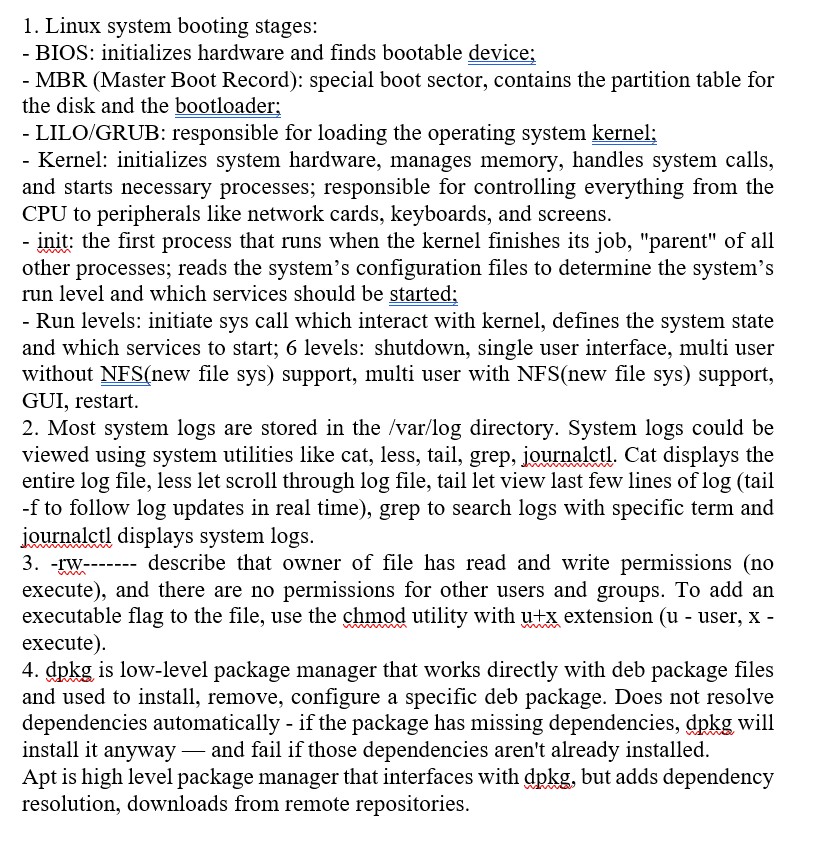 1. Linux system booting stages:
- BIOS: initializes hardware and finds bootable device;
- MBR (Master Boot Record): special boot sector, contains the partition table for
the disk and the bootloader;
- LILO/GRUB: responsible for loading the operating system kernel;
- Kernel: initializes system hardware, manages memory, handles system calls,
and starts necessary processes; responsible for controlling everything from the
CPU to peripherals like network cards, keyboards, and screens.
- init: the first process that runs when the kernel finishes its job, "parent" of all
other processes; reads the system’s configuration files to determine the system’s
run level and which services should be started;
- Run levels: initiate sys call which interact with kernel, defines the system state
and which services to start; 6 levels: shutdown, single user interface, multi user
without NFS(new file sys) support, multi user with NFS(new file sys) support,
GUI, restart.
2. Most system logs are stored in the /var/log directory. System logs could be
viewed using system utilities like cat, less, tail, grep, journalctl. Cat displays the
entire log file, less let scroll through log file, tail let view last few lines of log (tail
-f to follow log updates in real time), grep to search logs with specific term and
journalctl displays system logs.
3. -rw------- describe that owner of file has read and write permissions (no
execute), and there are no permissions for other users and groups. To add an
executable flag to the file, use the chmod utility with u+x extension (u - user, x -
execute).
4. dpkg is low-level package manager that works directly with deb package files
and used to install, remove, configure a specific deb package. Does not resolve
dependencies automatically - if the package has missing dependencies, dpkg will
install it anyway — and fail if those dependencies aren't already installed.
Apt is high level package manager that interfaces with dpkg, but adds dependency
resolution, downloads from remote repositories.